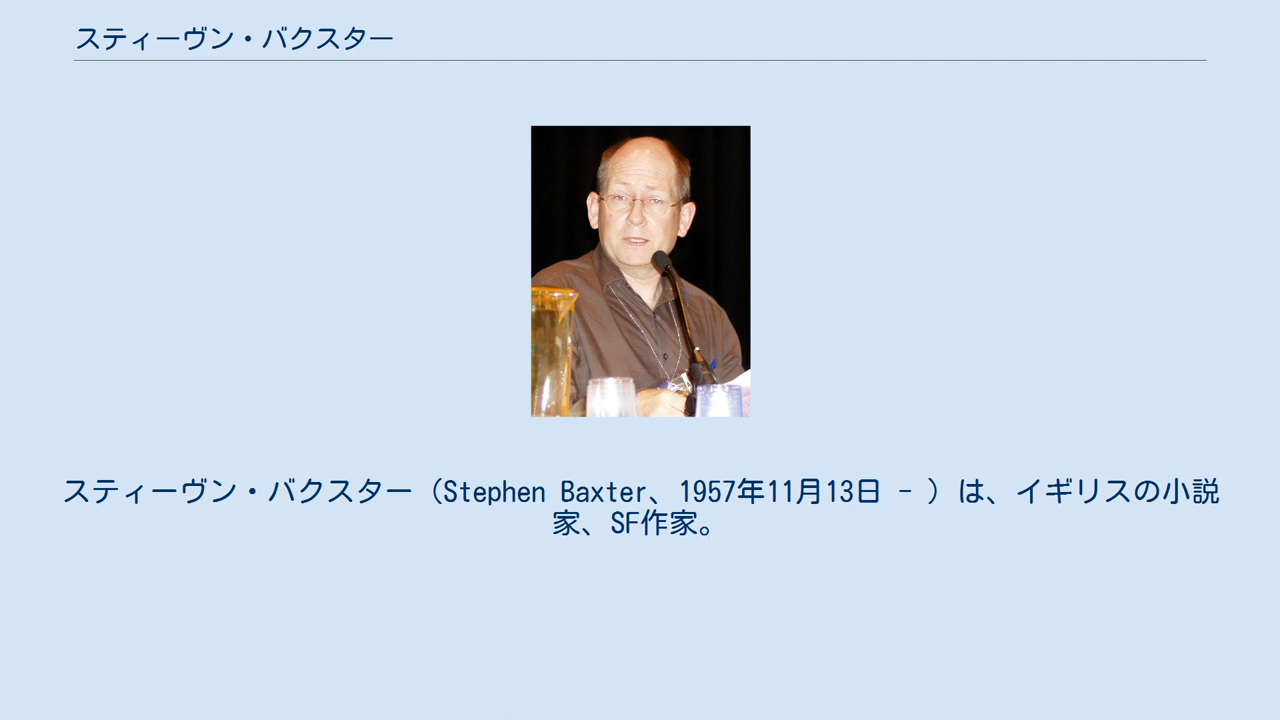 スティーヴン・バクスター
スティーヴン・バクスター（Stephen Baxter、1957年11月13日 - ）は、イギリスの小説
家、SF作家。